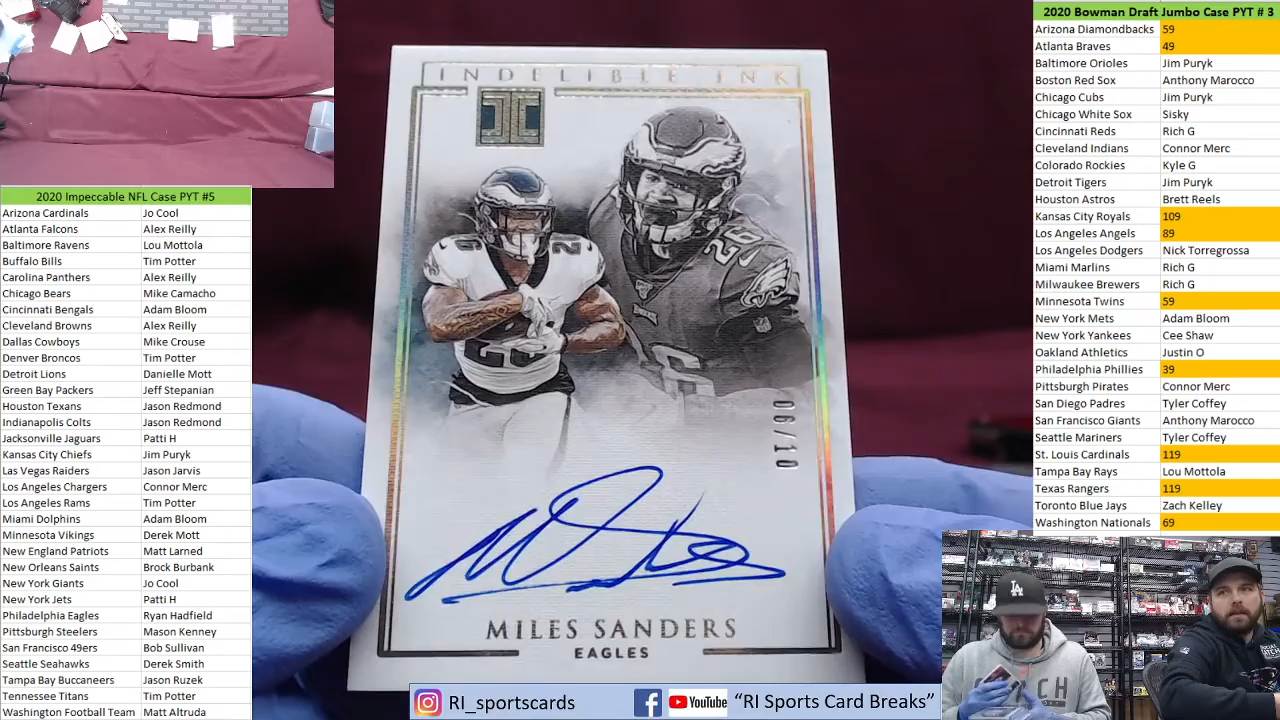 2020 Impeccable NFL Case PYT #5
Arizona Cardinals Jo Cool
Atlanta Falcons Alex Reilly
Baltimore Ravens Lou Mottola
Buffalo Bills Tim Potter
Carolina Panthers Alex Reilly
Chicago Bears Mike Camacho
Cincinnati Bengals Adam Bloom
Cleveland Browns Alex Reilly
Dallas Cowboys Mike Crouse
Denver Broncos Tim Potter
Detroit Lions Danielle Mott
Green Bay Packers Jeff Stepanian
Houston Texans Jason Redmond
Indianapolis Colts Jason Redmond
Jacksonville Jaguars Patti H
Kansas City Chiefs Jim Puryk
Las Vegas Raiders Jason Jarvis
Los Angeles Chargers Connor Merc
Los Angeles Rams Tim Potter
Miami Dolphins Adam Bloom
Minnesota Vikings Derek Mott
New England Patriots Matt Larned
New Orleans Saints Brock Burbank
New York Giants Jo Cool
New York Jets Patti H
Philadelphia Eagles Ryan Hadfield
Pittsburgh Steelers Mason Kenney
San Francisco 49ers Bob Sullivan
Seattle Seahawks Derek Smith
Tampa Bay Buccaneers Jason Ruzek
Tennessee Titans Tim Potter
Washington Football Team Matt Altruda
INDELIBLE INK
26
26
06/10
MILES SANDERS
EAGLES
RI_sportscards YouTube "RI Sports Card Breaks"
2020 Bowman Draft Jumbo Case PYT # 3
Arizona Diamondbacks 59
Atlanta Braves 49
Baltimore Orioles Jim Puryk
Boston Red Sox Anthony Marocco
Chicago Cubs Jim Puryk
Chicago White Sox Sisky
Cincinnati Reds Rich G
Cleveland Indians Connor Merc
Colorado Rockies Kyle G
Detroit Tigers Jim Puryk
Houston Astros Brett Reels
Kansas City Royals 109
Los Angeles Angels 89
Los Angeles Dodgers Nick Torregrossa
Miami Marlins Rich G
Milwaukee Brewers Rich G
Minnesota Twins 59
New York Mets Adam Bloom
New York Yankees Cee Shaw
Oakland Athletics Justin O
Philadelphia Phillies 39
Pittsburgh Pirates Connor Merc
San Diego Padres Tyler Coffey
San Francisco Giants Anthony Marocco
Seattle Mariners Tyler Coffey
St. Louis Cardinals 119
Tampa Bay Rays Lou Mottola
Texas Rangers 119
Toronto Blue Jays Zach Kelley
Washington Nationals 69
LA